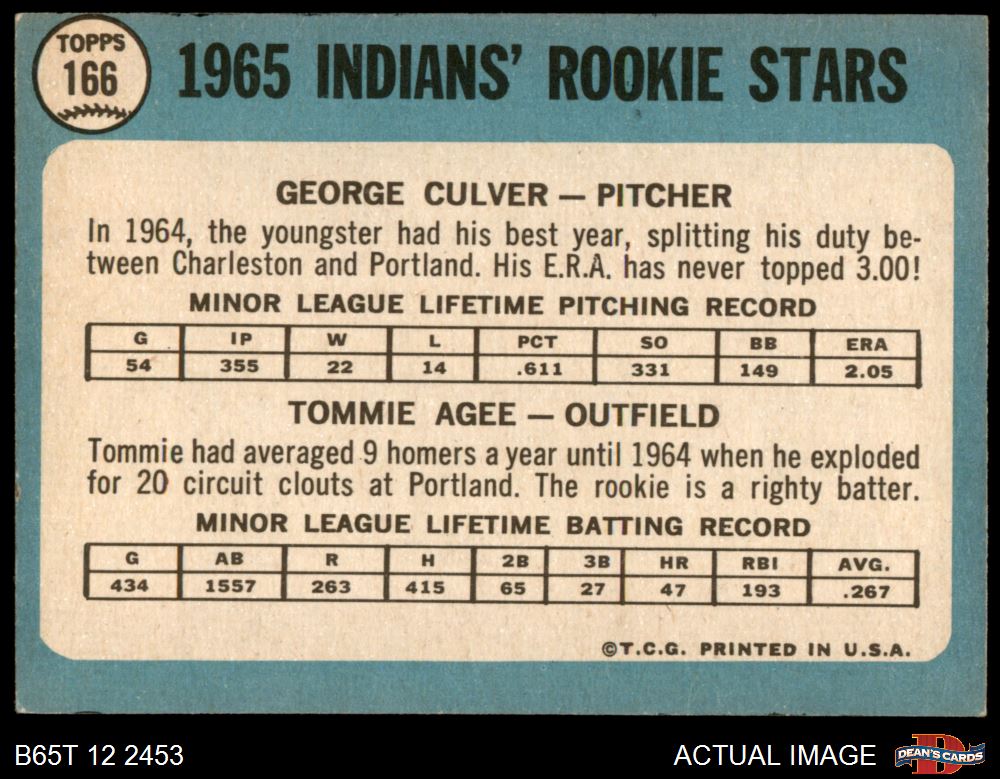 TOPPS
166
1965 INDIANS' ROOKIE STARS
GEORGE CULVER — PITCHER
In 1964, the youngster had his best year, splitting his duty be-
tween Charleston and Portland. His E.R.A. has never topped 3.00!
MINOR LEAGUE LIFETIME PITCHING RECORD
G IP W L PCT SO BB ERA
54 355 22 14 .611 331 149 2.05
TOMMIE AGEE — OUTFIELD
Tommie had averaged 9 homers a year until 1964 when he exploded
for 20 circuit clouts at Portland. The rookie is a righty batter.
MINOR LEAGUE LIFETIME BATTING RECORD
G AB R H 2B 3B HR RBI AVG.
434 1557 263 415 65 27 47 193 .267
©T.C.G. PRINTED IN U.S.A.
B65T 12 2453
ACTUAL IMAGE
D
DEAN'S CARDS